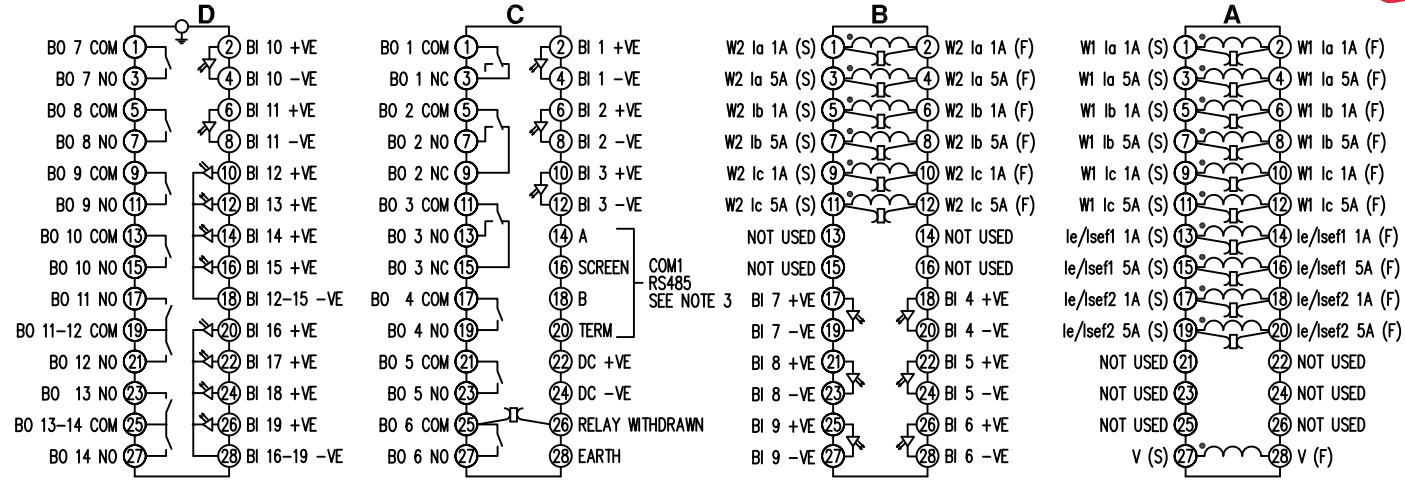 D C B A
BO 7 COM 1 2 BI 10 +VE BO 1 COM 1 2 BI 1 +VE W2 Ia 1A (S) 1 2 W2 Ia 1A (F) W1 Ia 1A (S) 1 2 W1 Ia 1A (F)
BO 7 NO 3 4 BI 10 -VE BO 1 NC 3 4 BI 1 -VE W2 Ia 5A (S) 3 4 W2 Ia 5A (F) W1 Ia 5A (S) 3 4 W1 Ia 5A (F)
BO 8 COM 5 6 BI 11 +VE BO 2 COM 5 6 BI 2 +VE W2 Ib 1A (S) 5 6 W2 Ib 1A (F) W1 Ib 1A (S) 5 6 W1 Ib 1A (F)
BO 8 NO 7 8 BI 11 -VE BO 2 NO 7 8 BI 2 -VE W2 Ib 5A (S) 7 8 W2 Ib 5A (F) W1 Ib 5A (S) 7 8 W1 Ib 5A (F)
BO 9 COM 9 10 BI 12 +VE BO 2 NC 9 10 BI 3 +VE W2 Ic 1A (S) 9 10 W2 Ic 1A (F) W1 Ic 1A (S) 9 10 W1 Ic 1A (F)
BO 9 NO 11 12 BI 13 +VE BO 3 COM 11 12 BI 3 -VE W2 Ic 5A (S) 11 12 W2 Ic 5A (F) W1 Ic 5A (S) 11 12 W1 Ic 5A (F)
BO 10 COM 13 14 BI 14 +VE BO 3 NO 13 14 A NOT USED 13 14 NOT USED Ie/Isef1 1A (S) 13 14 Ie/Isef1 1A (F)
BO 10 NO 15 16 BI 15 +VE BO 3 NC 15 16 SCREEN COM1 NOT USED 15 16 NOT USED Ie/Isef1 5A (S) 15 16 Ie/Isef1 5A (F)
RS485
BO 11 NO 17 18 BI 12-15 -VE BO 4 COM 17 18 B SEE NOTE 3 BI 7 +VE 17 18 BI 4 +VE Ie/Isef2 1A (S) 17 18 Ie/Isef2 1A (F)
BO 11-12 COM 19 20 BI 16 +VE BO 4 NO 19 20 TERM BI 7 -VE 19 20 BI 4 -VE Ie/Isef2 5A (S) 19 20 Ie/Isef2 5A (F)
BO 12 NO 21 22 BI 17 +VE BO 5 COM 21 22 DC +VE BI 8 +VE 21 22 BI 5 +VE NOT USED 21 22 NOT USED
BO 13 NO 23 24 BI 18 +VE BO 5 NO 23 24 DC -VE BI 8 -VE 23 24 BI 5 -VE NOT USED 23 24 NOT USED
BO 13-14 COM 25 26 BI 19 +VE BO 6 COM 25 26 RELAY WITHDRAWN BI 9 +VE 25 26 BI 6 +VE NOT USED 25 26 NOT USED
BO 14 NO 27 28 BI 16-19 -VE BO 6 NO 27 28 EARTH BI 9 -VE 27 28 BI 6 -VE V (S) 27 28 V (F)